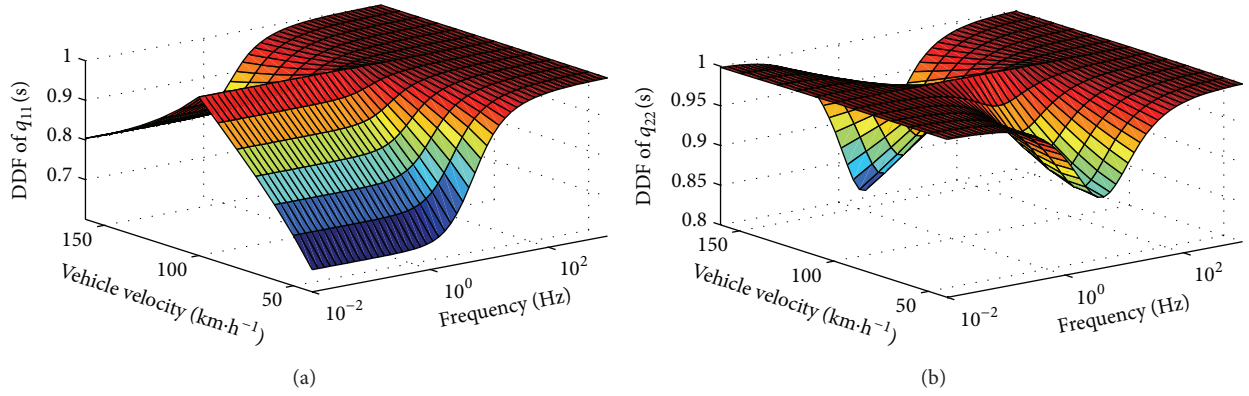 1
0.9
0.8
0.7
DDF of q₁₁ (s)
150
100
50
Vehicle velocity (km·h⁻¹)
10⁻²
10⁰
10²
Frequency (Hz)
(a)
1
0.95
0.9
0.85
0.8
DDF of q₂₂ (s)
150
100
50
Vehicle velocity (km·h⁻¹)
10⁻²
10⁰
10²
Frequency (Hz)
(b)